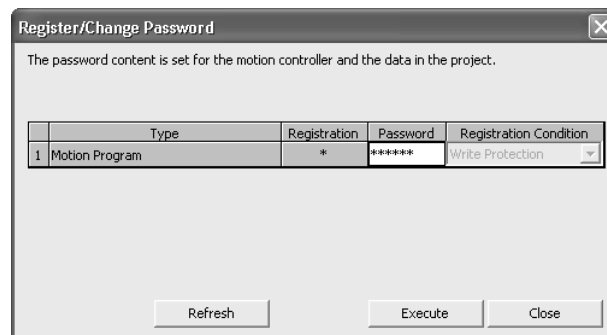 Register/Change Password
The password content is set for the motion controller and the data in the project.
Type Registration Password Registration Condition
1 Motion Program * ****** Write Protection
Refresh Execute Close